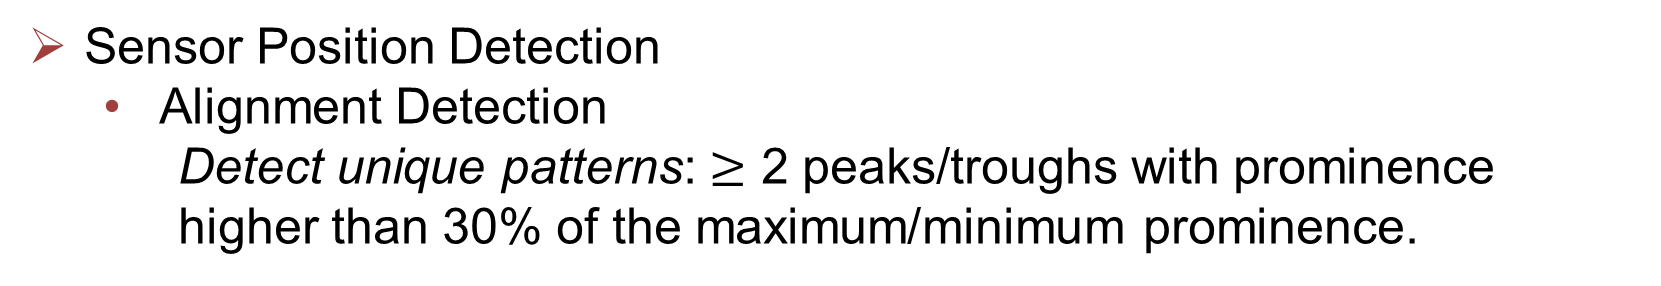 Sensor Position Detection
• Alignment Detection
Detect unique patterns: ≥ 2 peaks/troughs with prominence
higher than 30% of the maximum/minimum prominence.